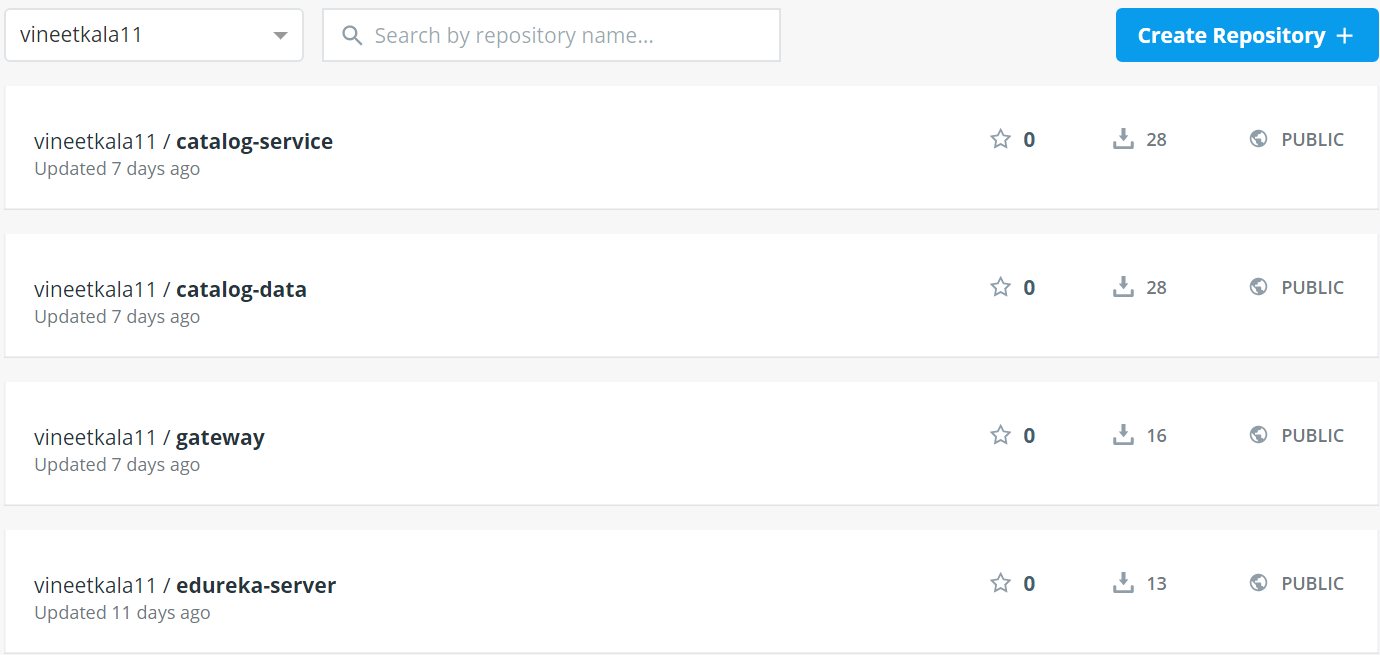 vineetkala11
Search by repository name...
Create Repository +
vineetkala11 / catalog-service
Updated 7 days ago
0
28
PUBLIC
vineetkala11 / catalog-data
Updated 7 days ago
0
28
PUBLIC
vineetkala11 / gateway
Updated 7 days ago
0
16
PUBLIC
vineetkala11 / edureka-server
Updated 11 days ago
0
13
PUBLIC